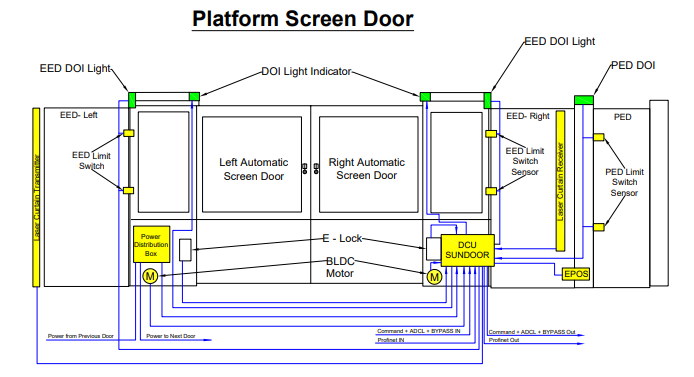 Platform Screen Door
EED DOI Light
EED DOI Light
DOI Light Indicator
PED DOI
EED- Left
EED- Right
PED
EED Limit
Switch
Left Automatic
Screen Door
Right Automatic
Screen Door
EED Limit
Switch
Sensor
PED Limit
Switch
Sensor
Laser Curtain Transmitter
Laser Curtain Receiver
Power
Distribution
Box
E - Lock
DCU
SUNDOOR
BLDC
Motor
M
M
EPOS
Power from Previous Door
Power to Next Door
Command + ADCL + BYPASS IN
Profinet IN
Command + ADCL + BYPASS Out
Profinet Out